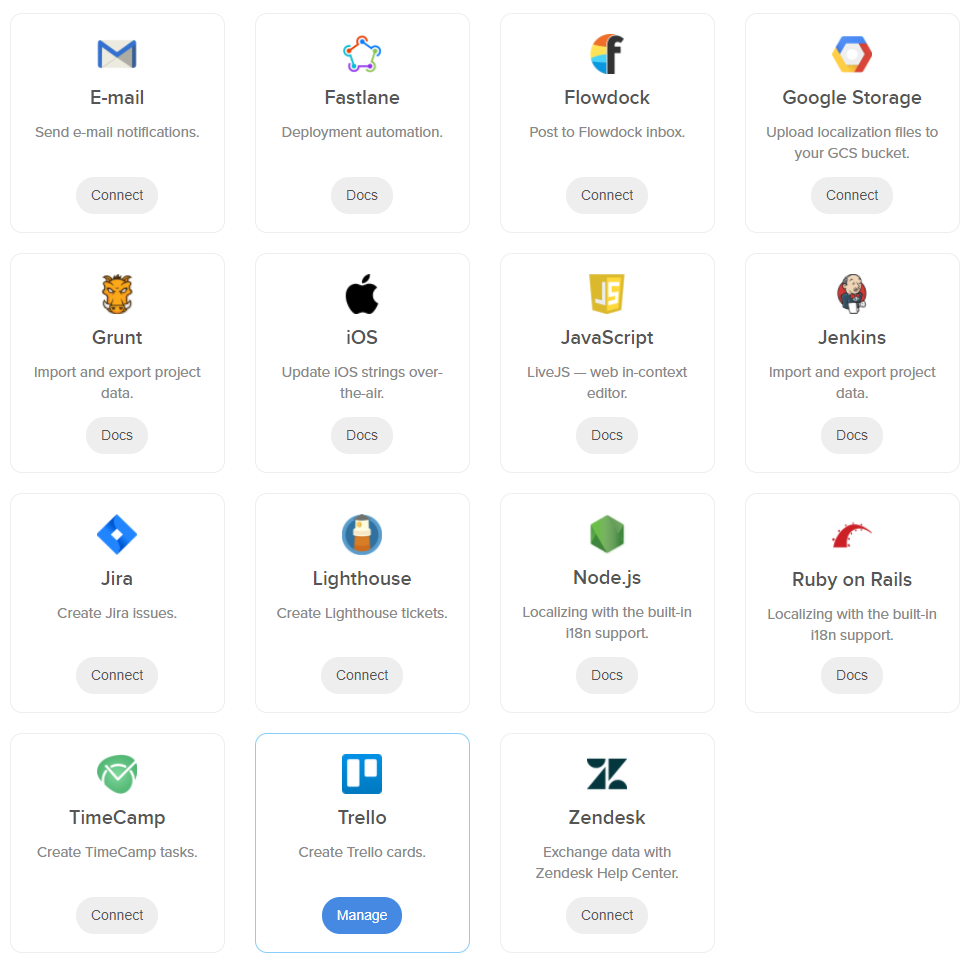 E-mail
Send e-mail notifications.
Connect
Fastlane
Deployment automation.
Docs
Flowdock
Post to Flowdock inbox.
Connect
Google Storage
Upload localization files to
your GCS bucket.
Connect
Grunt
Import and export project
data.
Docs
iOS
Update iOS strings over-
the-air.
Docs
JS
JavaScript
LiveJS — web in-context
editor.
Docs
Jenkins
Import and export project
data.
Docs
Jira
Create Jira issues.
Connect
Lighthouse
Create Lighthouse tickets.
Connect
Node.js
Localizing with the built-in
i18n support.
Docs
Ruby on Rails
Localizing with the built-in
i18n support.
Docs
TimeCamp
Create TimeCamp tasks.
Connect
Trello
Create Trello cards.
Manage
Zendesk
Exchange data with
Zendesk Help Center.
Connect